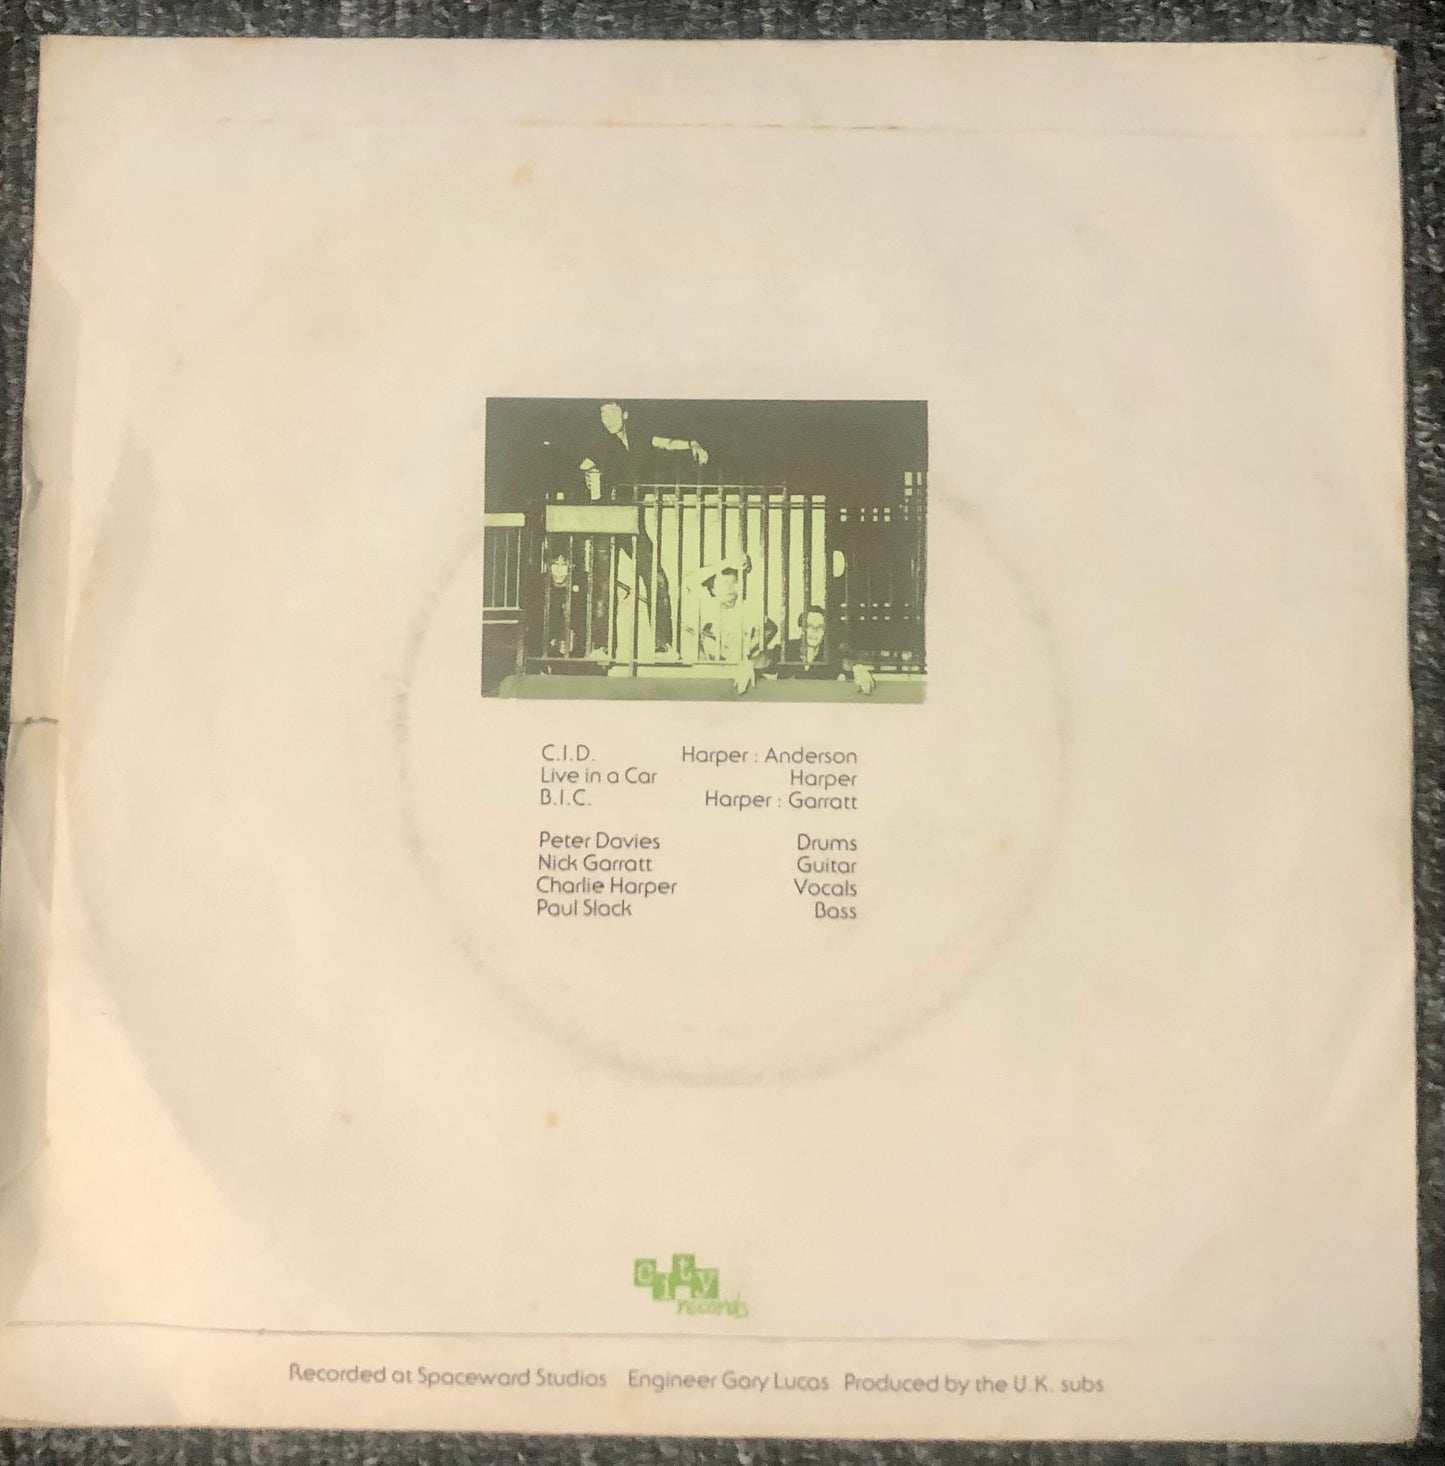 C.I.D. Harper : Anderson
Live in a Car Harper
B.I.C. Harper : Garratt
Peter Davies Drums
Nick Garratt Guitar
Charlie Harper Vocals
Paul Slack Bass
city
records
Recorded at Spaceward Studios Engineer Gary Lucas Produced by the U.K. subs